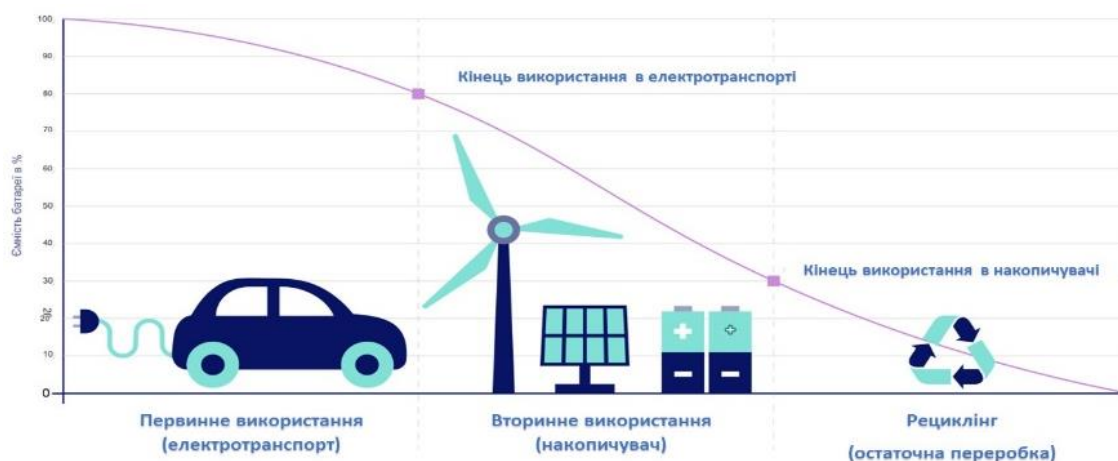 100
90
80
70
60
50
40
30
20
10
0
Ємність батареї в %
Кінець використання в електротранспорті
Кінець використання в накопичувачі
Первинне використання
(електротранспорт)
Вторинне використання
(накопичувач)
Рециклінг
(остаточна переробка)